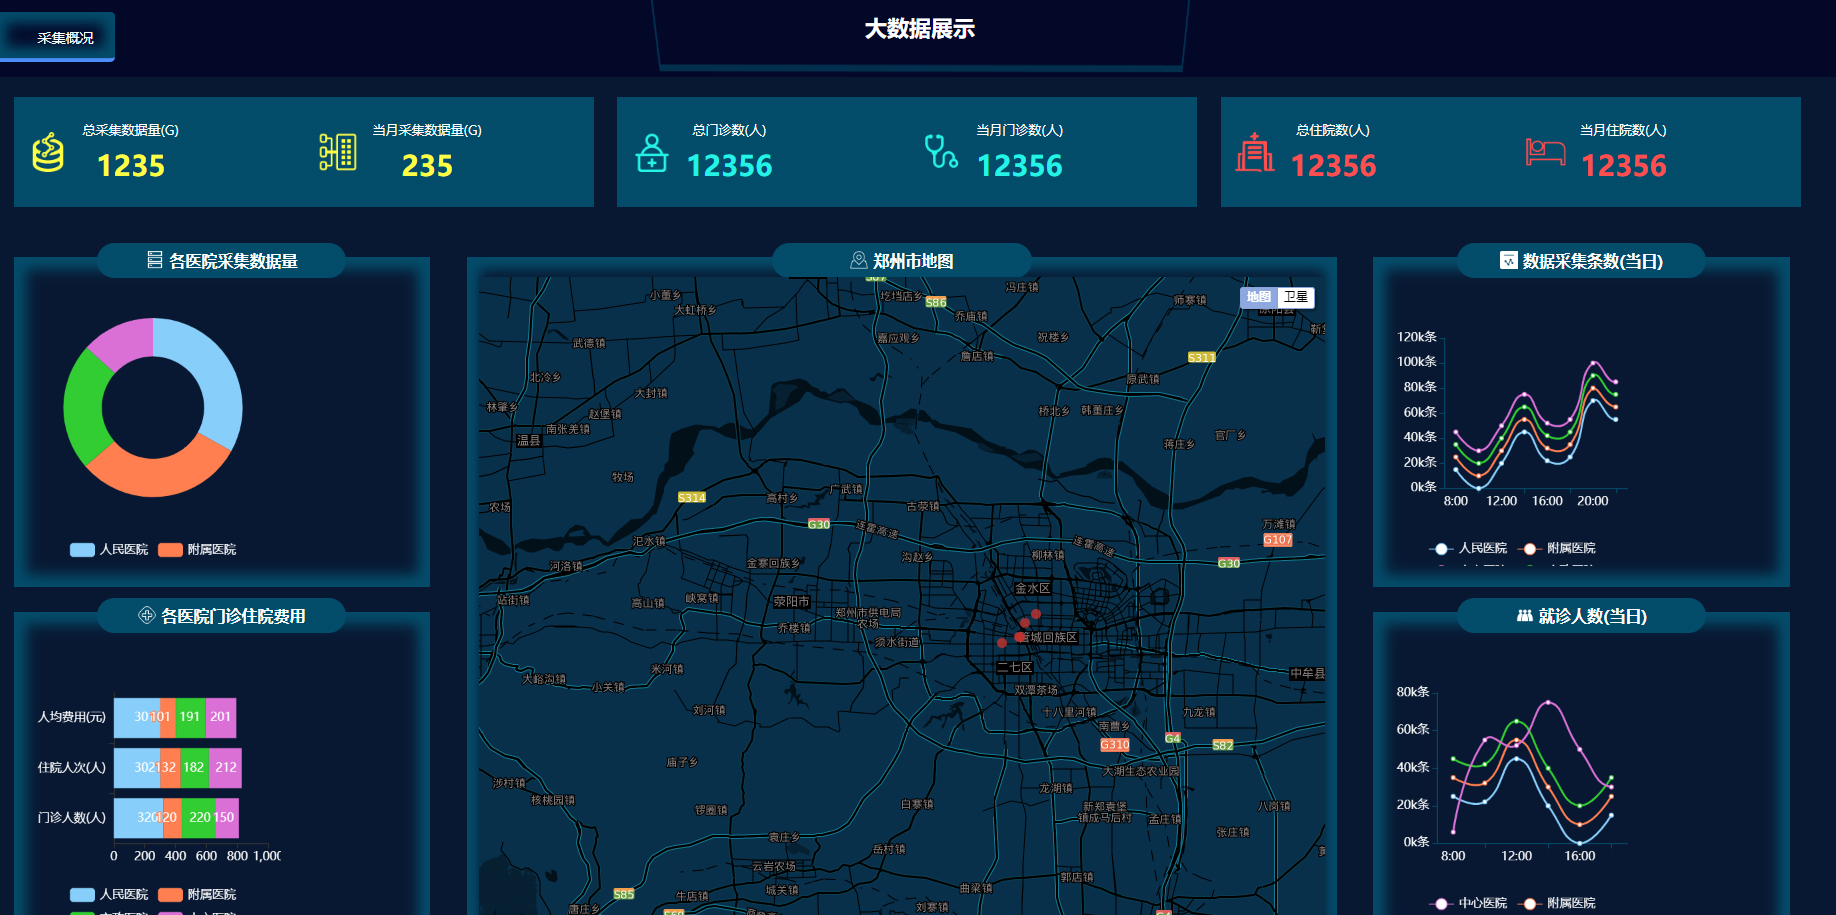 采集概况
大数据展示
总采集数据量(G)
1235
当月采集数据量(G)
235
总门诊数(人)
12356
当月门诊数(人)
12356
总住院数(人)
12356
当月住院数(人)
12356
各医院采集数据量
人民医院 附属医院
各医院门诊住院费用
人均费用(元) 301 101 191 201
住院人次(人) 302 132 182 212
门诊人数(人) 320 120 220 150
0 200 400 600 800
人民医院 附属医院
郑州市地图
地图 卫星
小董乡
大虹桥乡
圪垱店乡
S86
冯庄镇
师寨镇
乔庙镇
武德镇
嘉应观乡
祝楼乡
詹店镇
S311
北冷乡
原武镇
大封镇
林肇乡
赵堡镇
桥北乡
韩董庄乡
南张羌镇
温县
官厂乡
蒋庄乡
牧场
广武镇
S314
高村乡
农场
古荥镇
G30
连霍高速
万滩镇
G107
汜水镇
连霍高速
柳林镇
沟赵乡
金寨回族乡
河洛镇
G30
金水区
站街镇
高山镇
峡窝镇
荥阳市
郑州市供电局
农场
乔楼镇
须水街道
管城回族区
二七区
米河镇
中牟县
大峪沟镇
小关镇
双潭茶场
刘河镇
十八里河镇
九龙镇
南曹乡
G310
G4
S82
庙子乡
大湖生态农业园
涉村镇
龙湖镇
核桃园镇
白寨镇
新郑袁堡
镇成马后村
八岗镇
锣圈镇
孟庄镇
张庄镇
袁庄乡
岳村镇
云岩农场
郭店镇
城关镇
曲梁镇
S85
牛店镇
唐庄乡
刘寨镇
数据采集条数(当日)
120k条
100k条
80k条
60k条
40k条
20k条
0k条
8:00 12:00 16:00 20:00
人民医院 附属医院
就诊人数(当日)
80k条
60k条
40k条
20k条
0k条
8:00 12:00 16:00
中心医院 附属医院